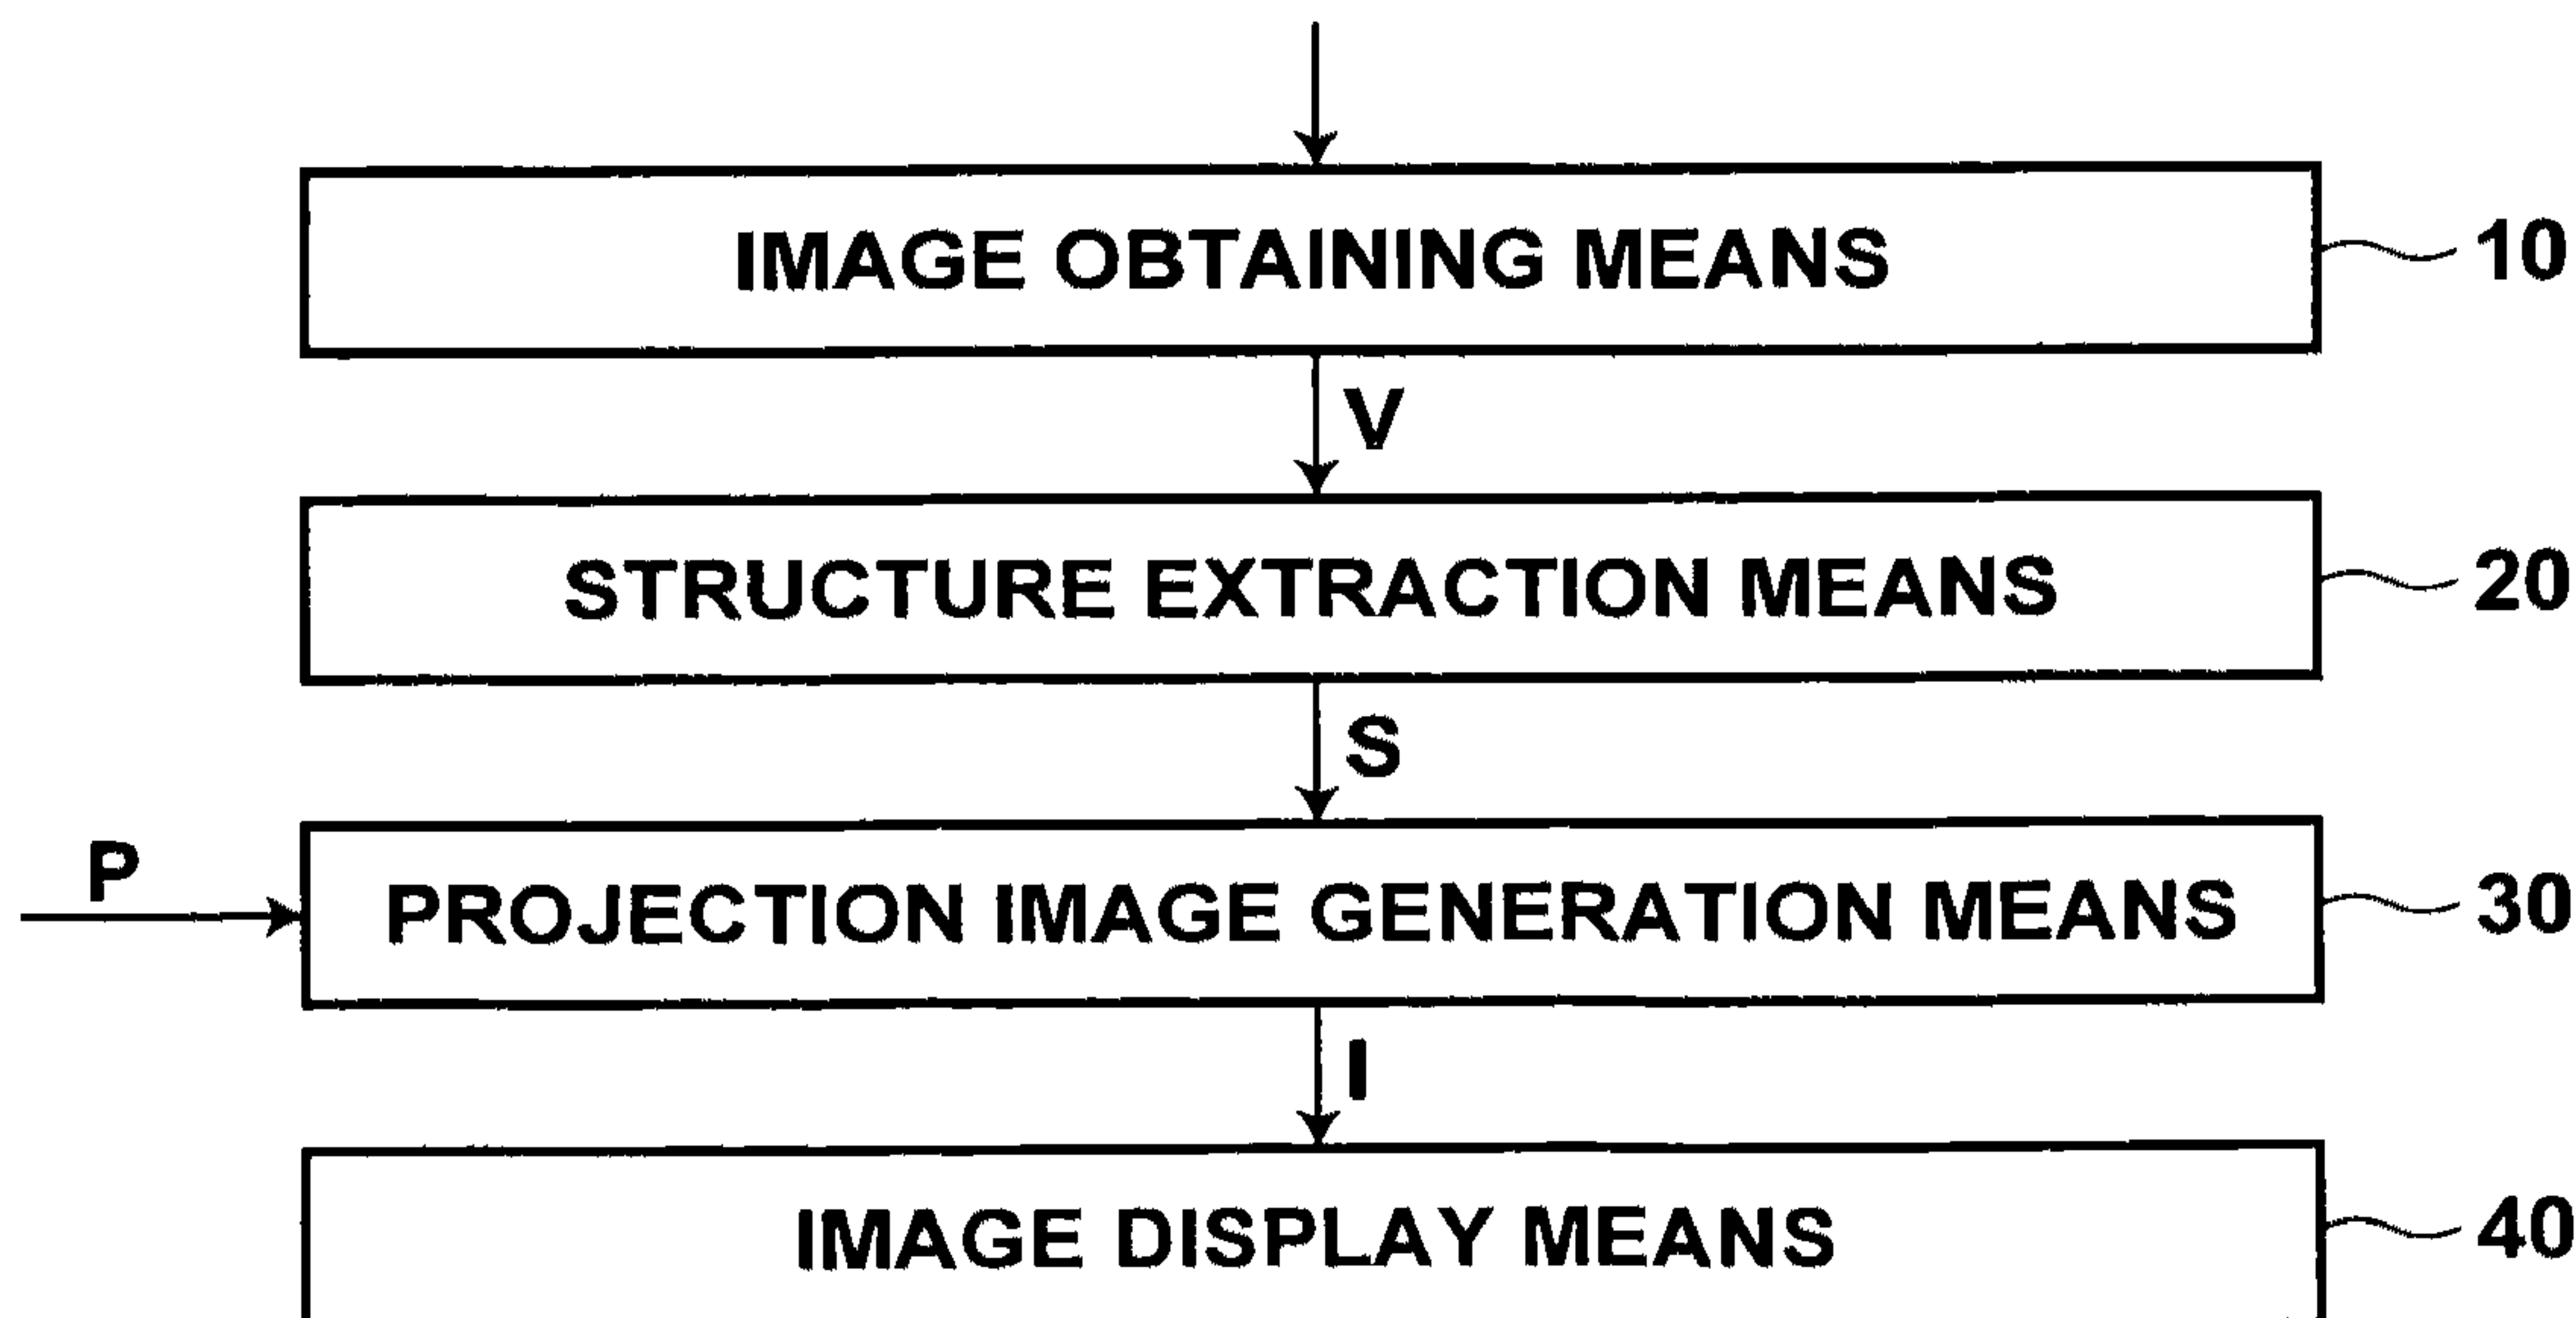 IMAGE OBTAINING MEANS 10
V
STRUCTURE EXTRACTION MEANS 20
S
P
PROJECTION IMAGE GENERATION MEANS 30
I
IMAGE DISPLAY MEANS 40